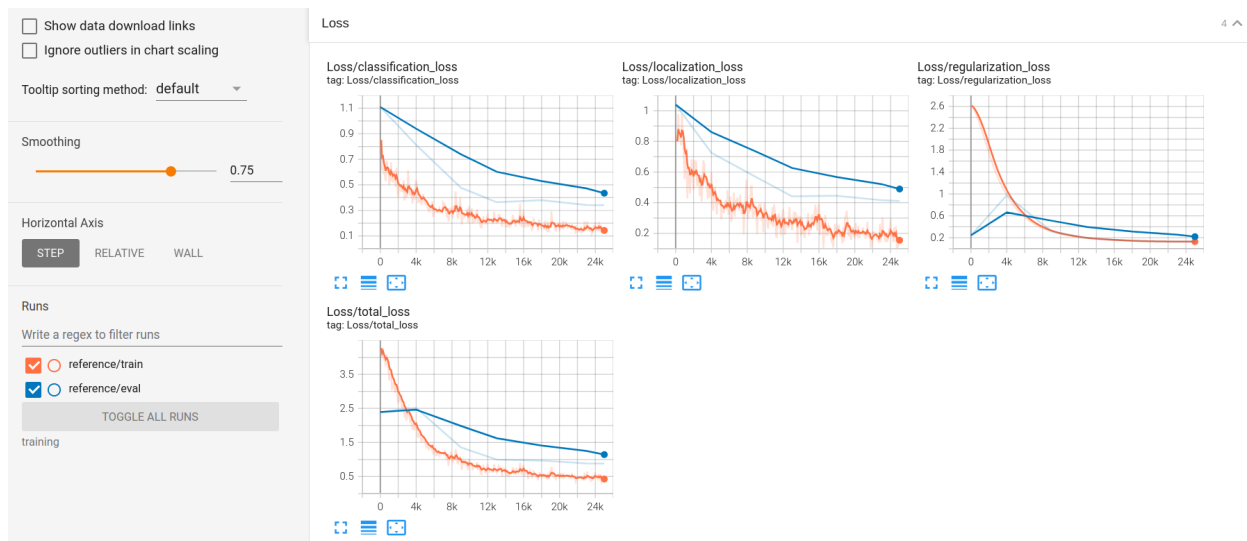 Show data download links
Ignore outliers in chart scaling
Tooltip sorting method: default
Smoothing
0.75
Horizontal Axis
STEP RELATIVE WALL
Runs
Write a regex to filter runs
reference/train
reference/eval
TOGGLE ALL RUNS
training
Loss
4
Loss/classification_loss
tag: Loss/classification_loss
1.1
0.9
0.7
0.5
0.3
0.1
0 4k 8k 12k 16k 20k 24k
Loss/localization_loss
tag: Loss/localization_loss
1
0.8
0.6
0.4
0.2
0 4k 8k 12k 16k 20k 24k
Loss/regularization_loss
tag: Loss/regularization_loss
2.6
2.2
1.8
1.4
1
0.6
0.2
0 4k 8k 12k 16k 20k 24k
Loss/total_loss
tag: Loss/total_loss
3.5
2.5
1.5
0.5
0 4k 8k 12k 16k 20k 24k